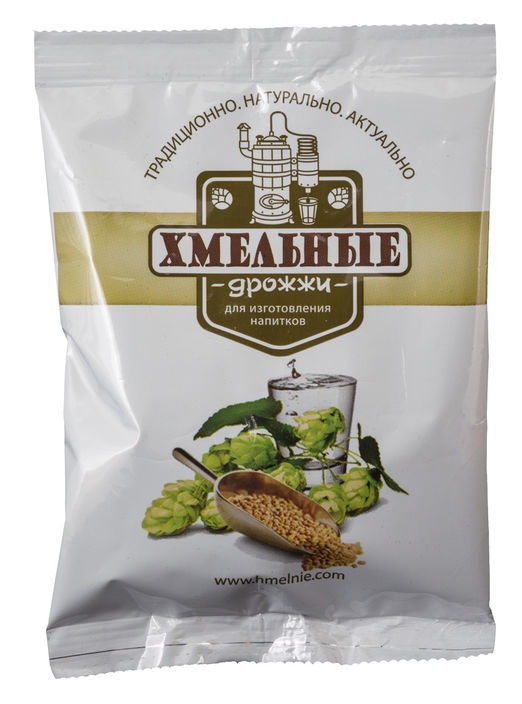 ТРАДИЦИОННО. НАТУРАЛЬНО. АКТУАЛЬНО
ХМЕЛЬНЫЕ
-дрожжи-
для изготовления
напитков
www.hmelnie.com